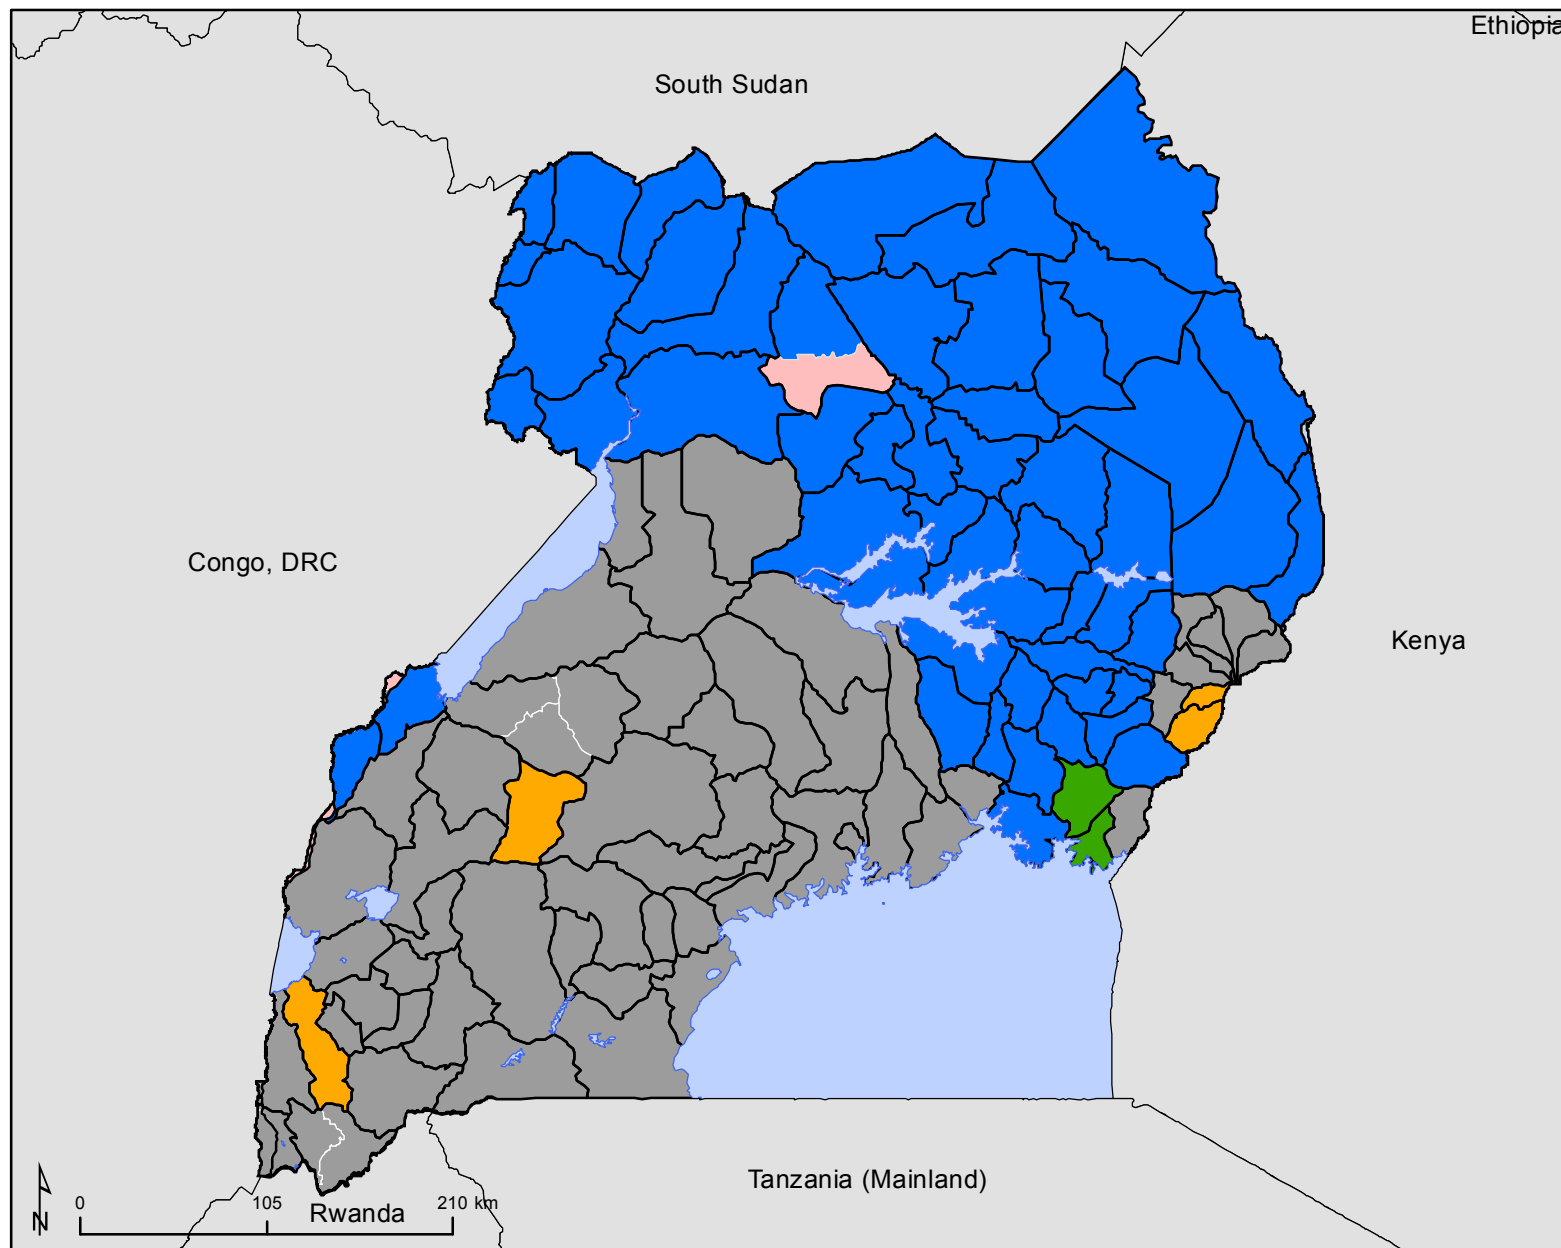 Ethiopia
South Sudan
Congo, DRC
Kenya
Tanzania (Mainland)
N
0 105 210 km
Rwanda